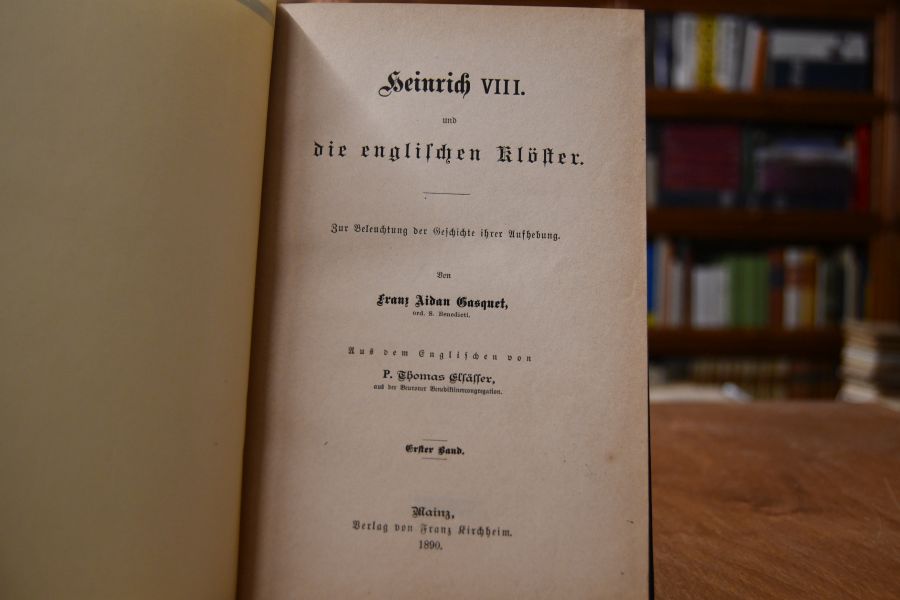 Heinrich VIII.
und
die engliſchen Klöſter.
Zur Beleuchtung der Geſchichte ihrer Aufhebung.
Von
Franz Aidan Gasquet,
ord. S. Benedicti.
Aus dem Engliſchen von
P. Thomas Elſäſſer,
aus der Beuroner Benediktinercongregation.
Erſter Band.
Mainz,
Verlag von Franz Kirchheim.
1890.